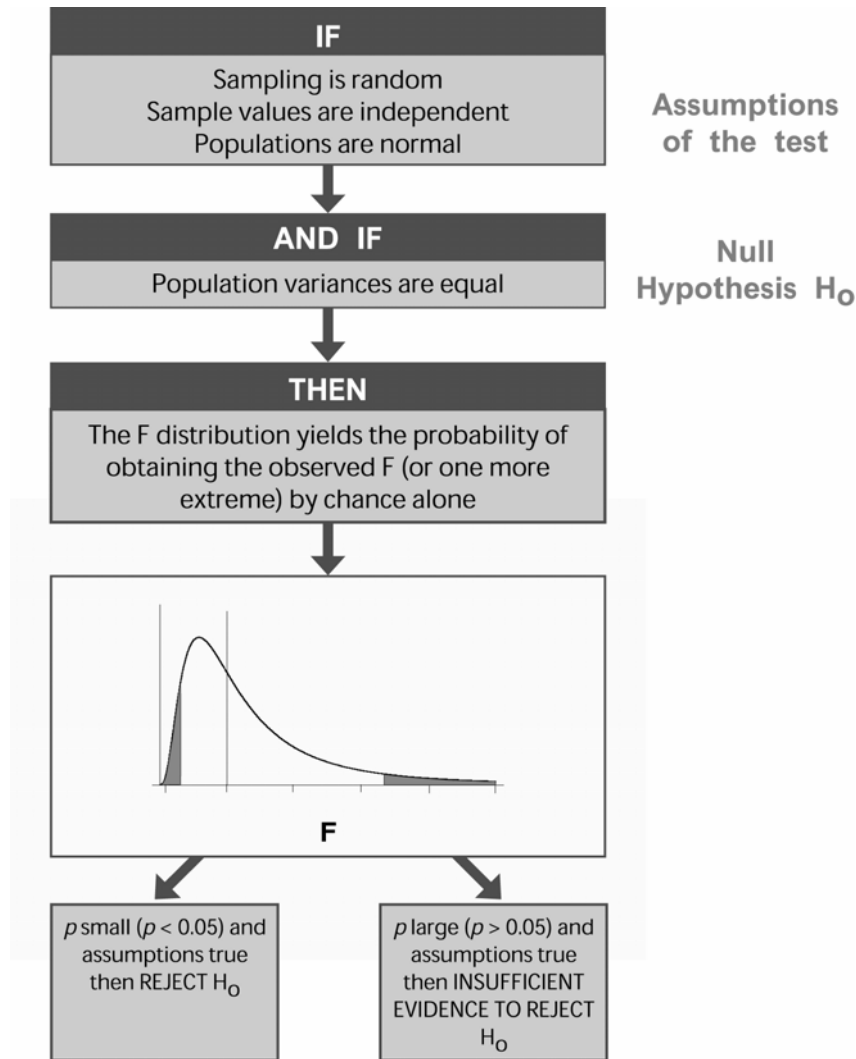 IF
Sampling is random
Sample values are independent
Populations are normal
Assumptions
of the test
AND IF
Population variances are equal
Null
Hypothesis Ho
THEN
The F distribution yields the probability of
obtaining the observed F (or one more
extreme) by chance alone
F
p small (p < 0.05) and
assumptions true
then REJECT Ho
p large (p > 0.05) and
assumptions true
then INSUFFICIENT
EVIDENCE TO REJECT
Ho